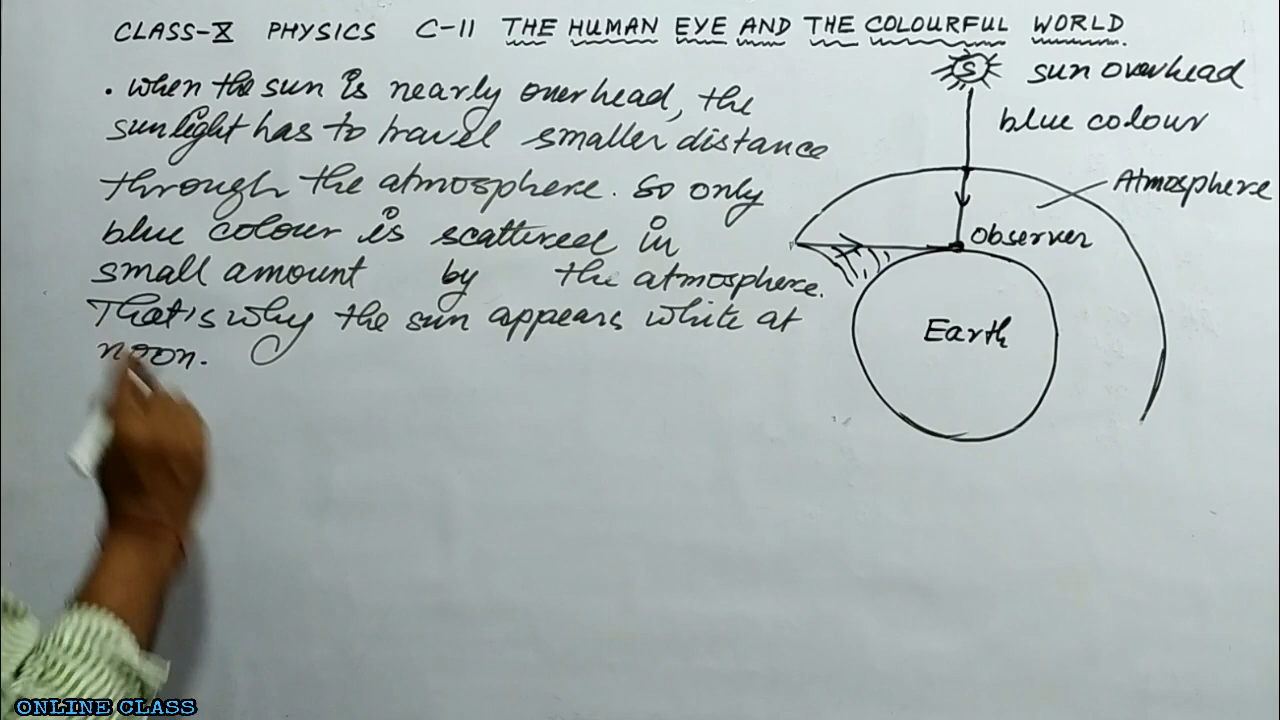 CLASS-X PHYSICS C-11 THE HUMAN EYE AND THE COLOURFUL WORLD
• when the sun is nearly overhead, the
sunlight has to travel smaller distance
through the atmosphere. So only
blue colour is scattered in
small amount by the atmosphere.
That's why the sun appears white at
noon.
S
sun overhead
blue colour
Atmosphere
Observer
Earth
ONLINE CLASS